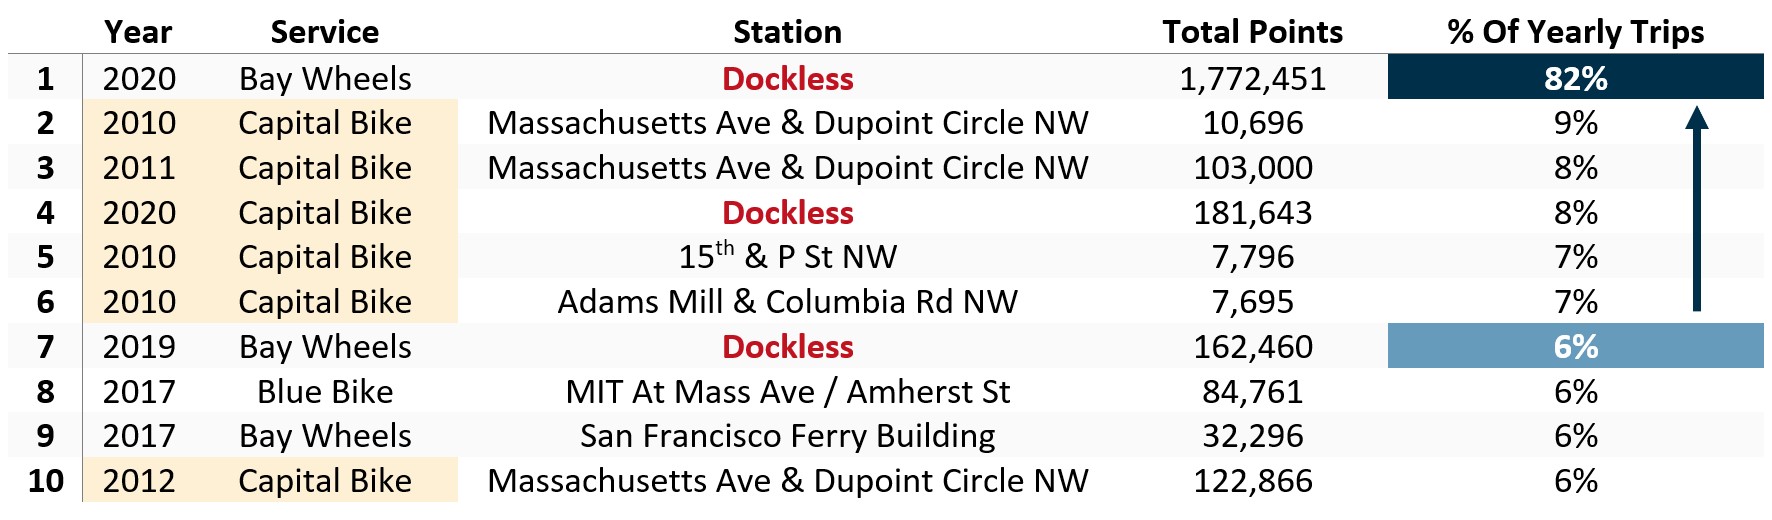 Year Service Station Total Points % Of Yearly Trips
1 2020 Bay Wheels Dockless 1,772,451 82%
2 2010 Capital Bike Massachusetts Ave & Dupoint Circle NW 10,696 9%
3 2011 Capital Bike Massachusetts Ave & Dupoint Circle NW 103,000 8%
4 2020 Capital Bike Dockless 181,643 8%
5 2010 Capital Bike 15th & P St NW 7,796 7%
6 2010 Capital Bike Adams Mill & Columbia Rd NW 7,695 7%
7 2019 Bay Wheels Dockless 162,460 6%
8 2017 Blue Bike MIT At Mass Ave / Amherst St 84,761 6%
9 2017 Bay Wheels San Francisco Ferry Building 32,296 6%
10 2012 Capital Bike Massachusetts Ave & Dupoint Circle NW 122,866 6%